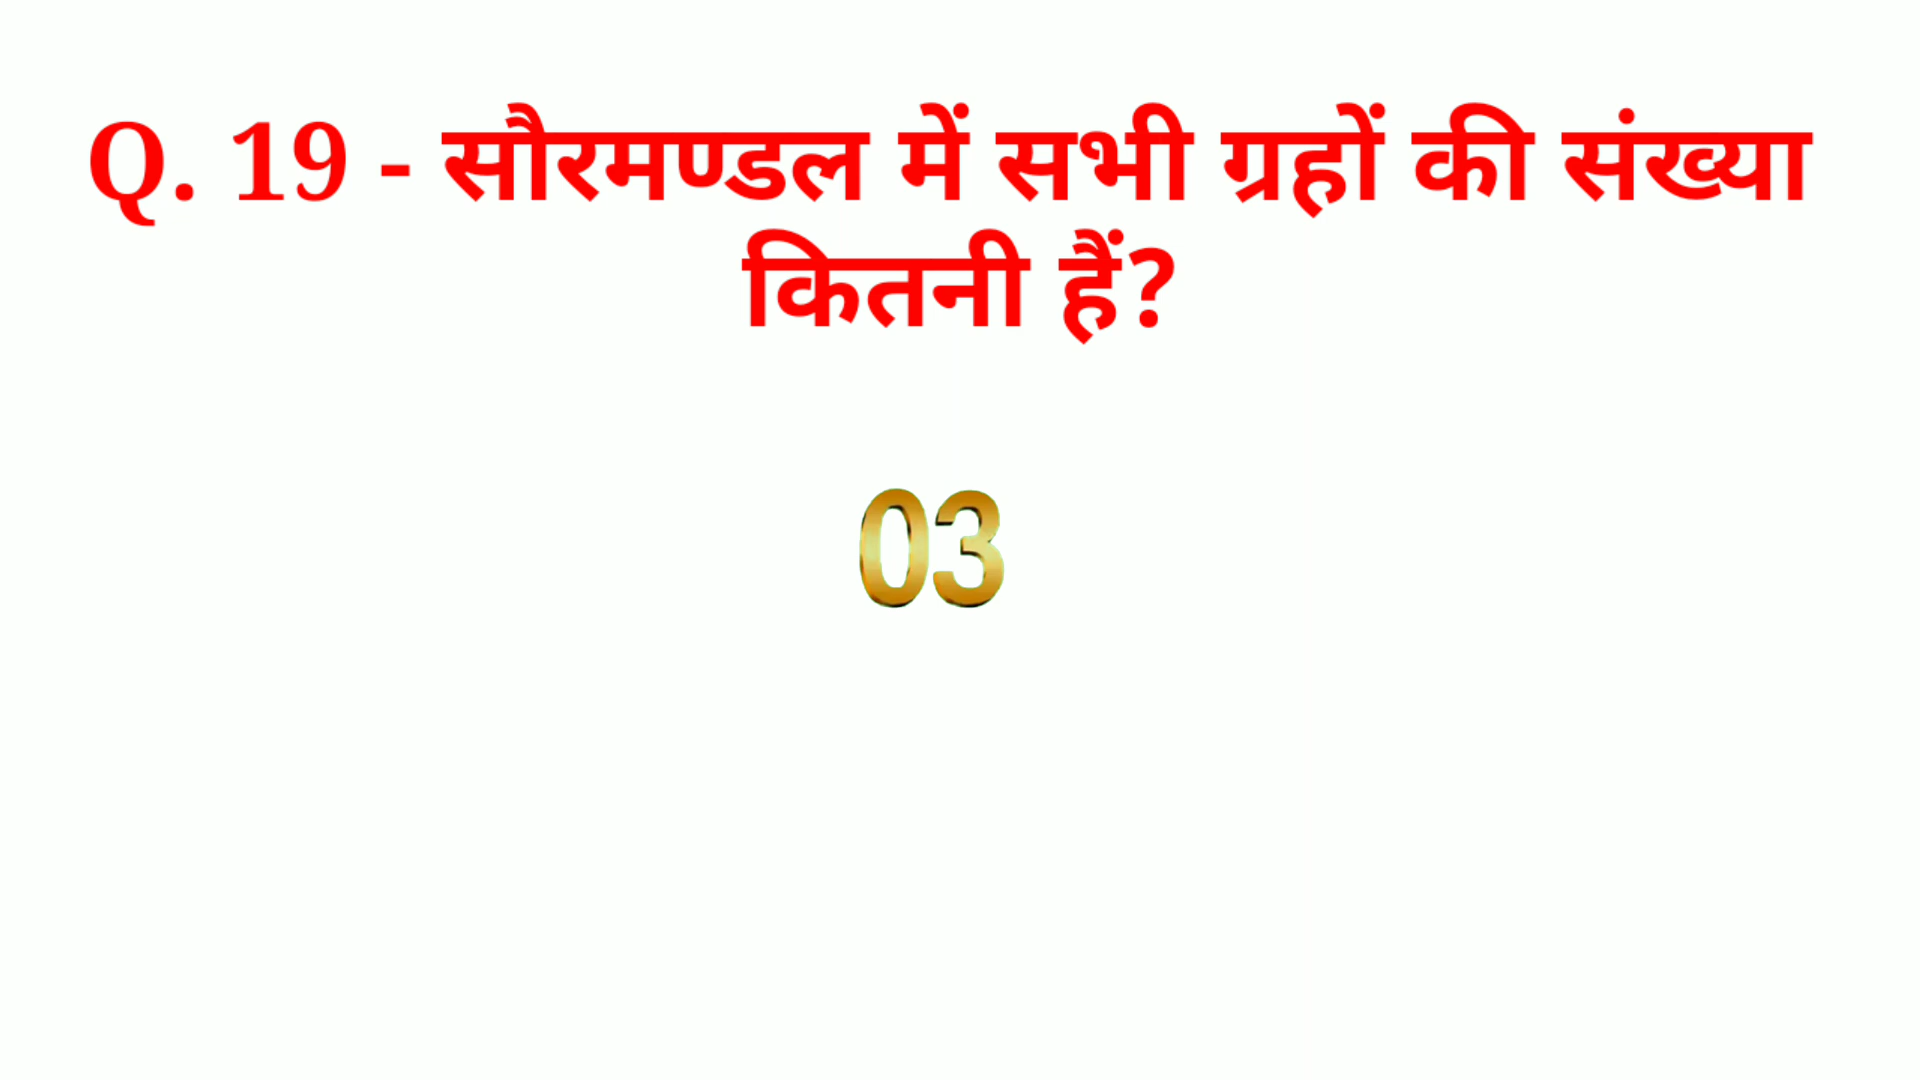 Q. 19 - सौरमण्डल में सभी ग्रहों की संख्या
कितनी हैं?
03